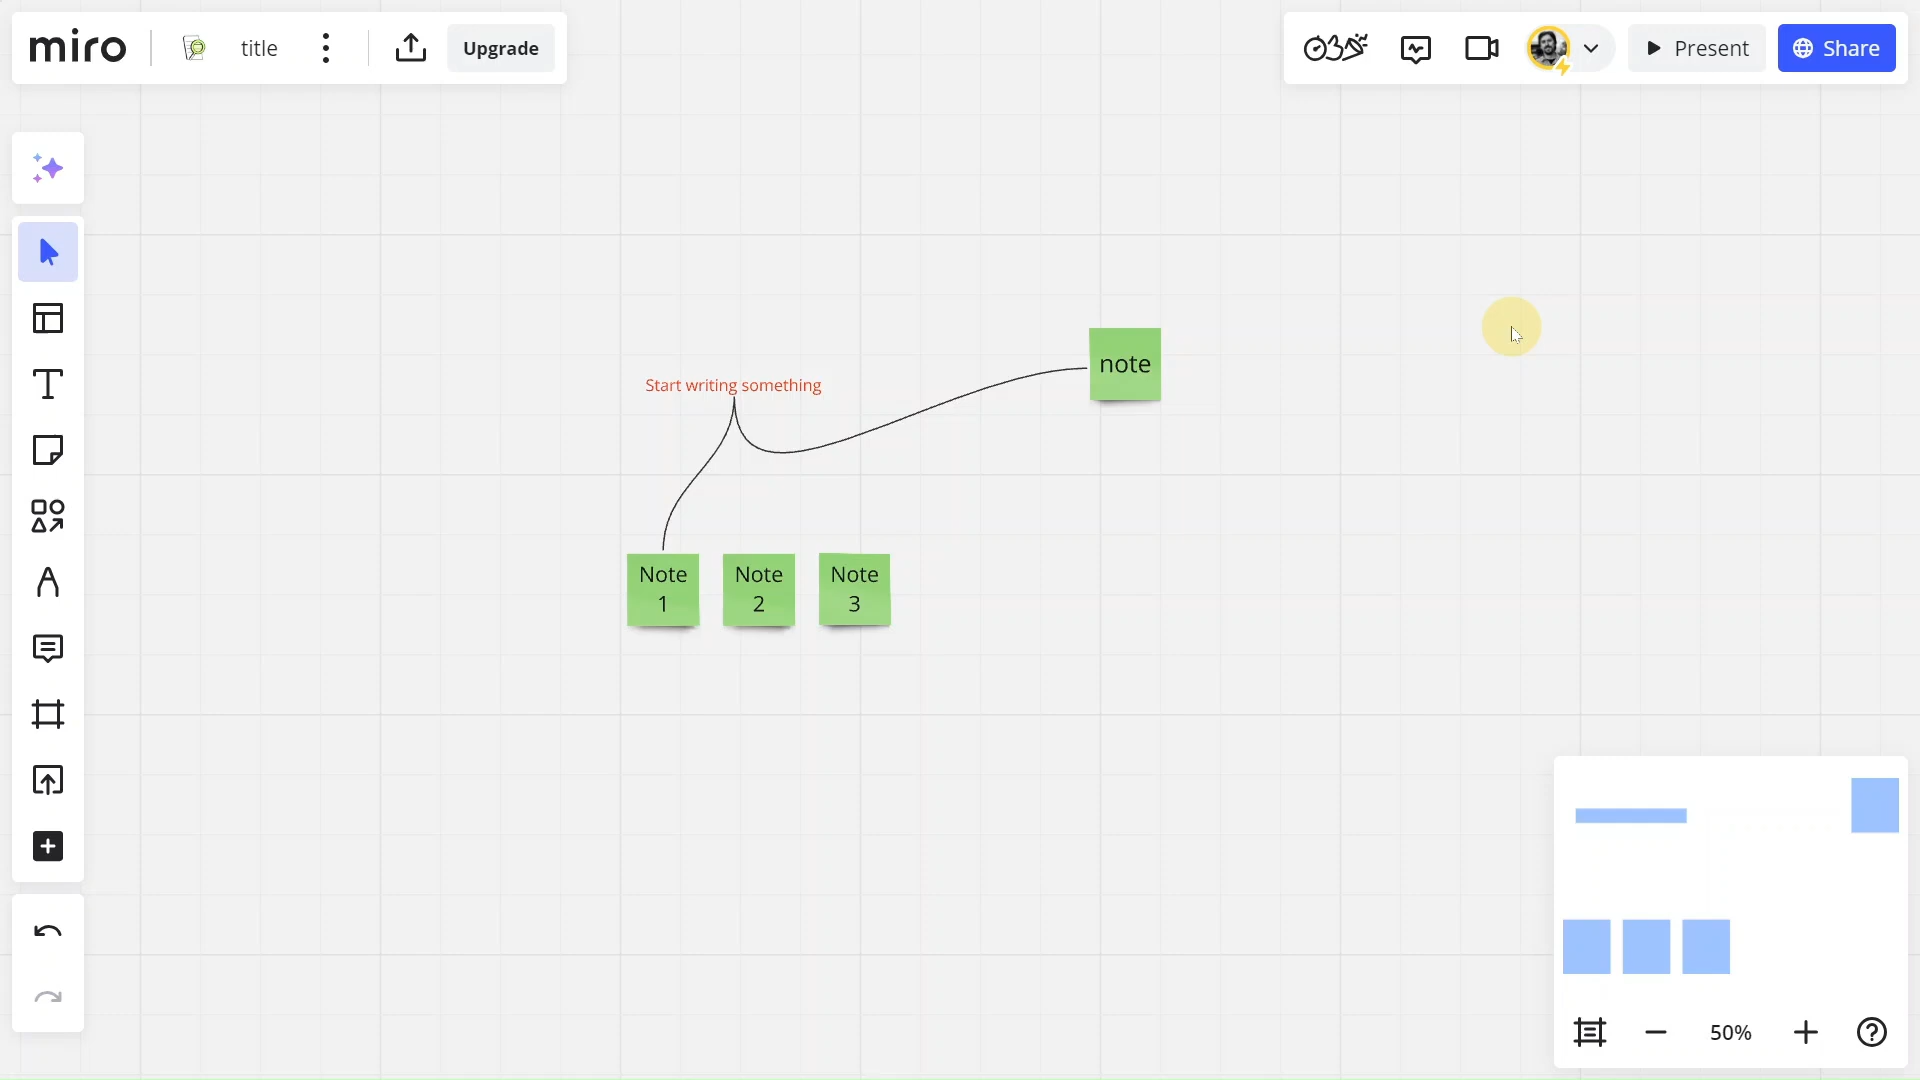 miro
title
Upgrade
Present
Share
note
Start writing something
Note
1
Note
2
Note
3
50%